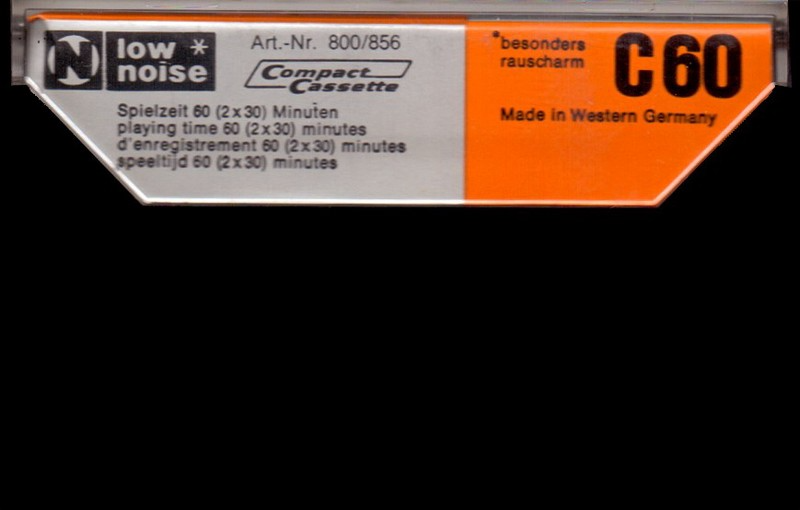 N low *
noise
Art.-Nr. 800/856
Compact
Cassette
Spielzeit 60 (2x30) Minuten
playing time 60 (2x30) minutes
d'enregistrement 60 (2x30) minutes
speeltijd 60 (2x30) minutes
*besonders
rauscharm
C60
Made in Western Germany